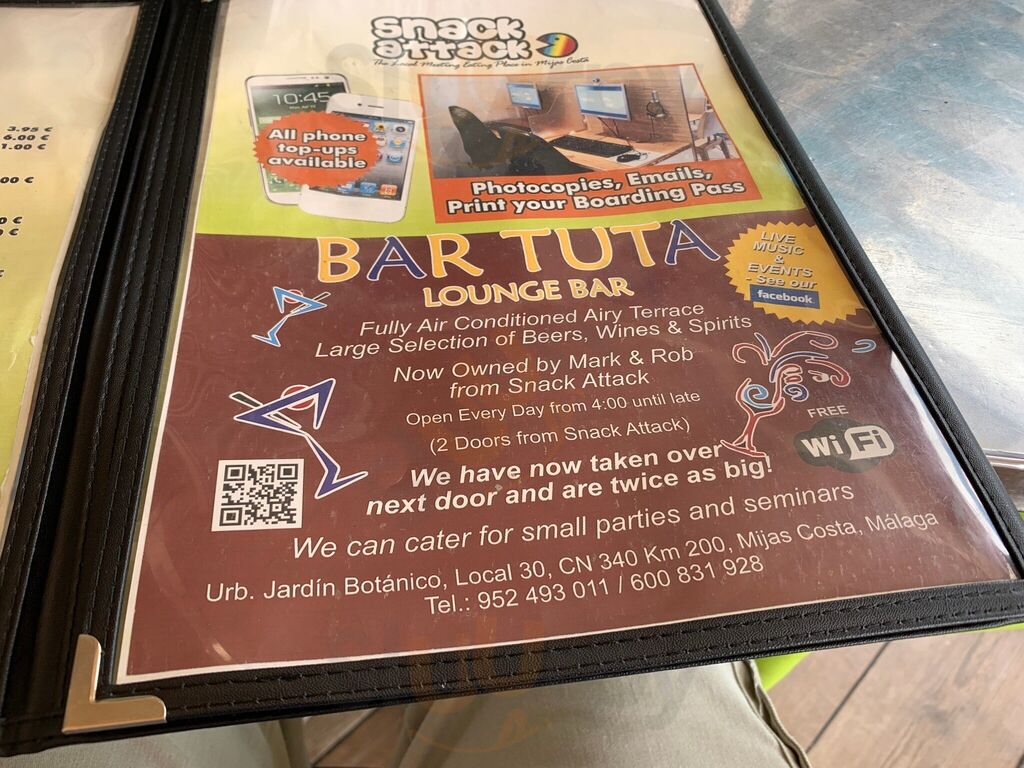 3.95 €
6.00 €
1.00 €
00 €
snack
attack
The Local Meeting Eating Place in Mijas Costa
10:45
All phone
top-ups
available
Photocopies, Emails,
Print your Boarding Pass
BAR TUTA
LOUNGE BAR
LIVE
MUSIC
&
EVENTS
- See our
facebook
Fully Air Conditioned Airy Terrace
Large Selection of Beers, Wines & Spirits
Now Owned by Mark & Rob
from Snack Attack
Open Every Day from 4:00 until late
(2 Doors from Snack Attack)
FREE
WiFi
We have now taken over
next door and are twice as big!
We can cater for small parties and seminars
Urb. Jardín Botánico, Local 30, CN 340 Km 200, Mijas Costa, Málaga
Tel.: 952 493 011 / 600 831 928